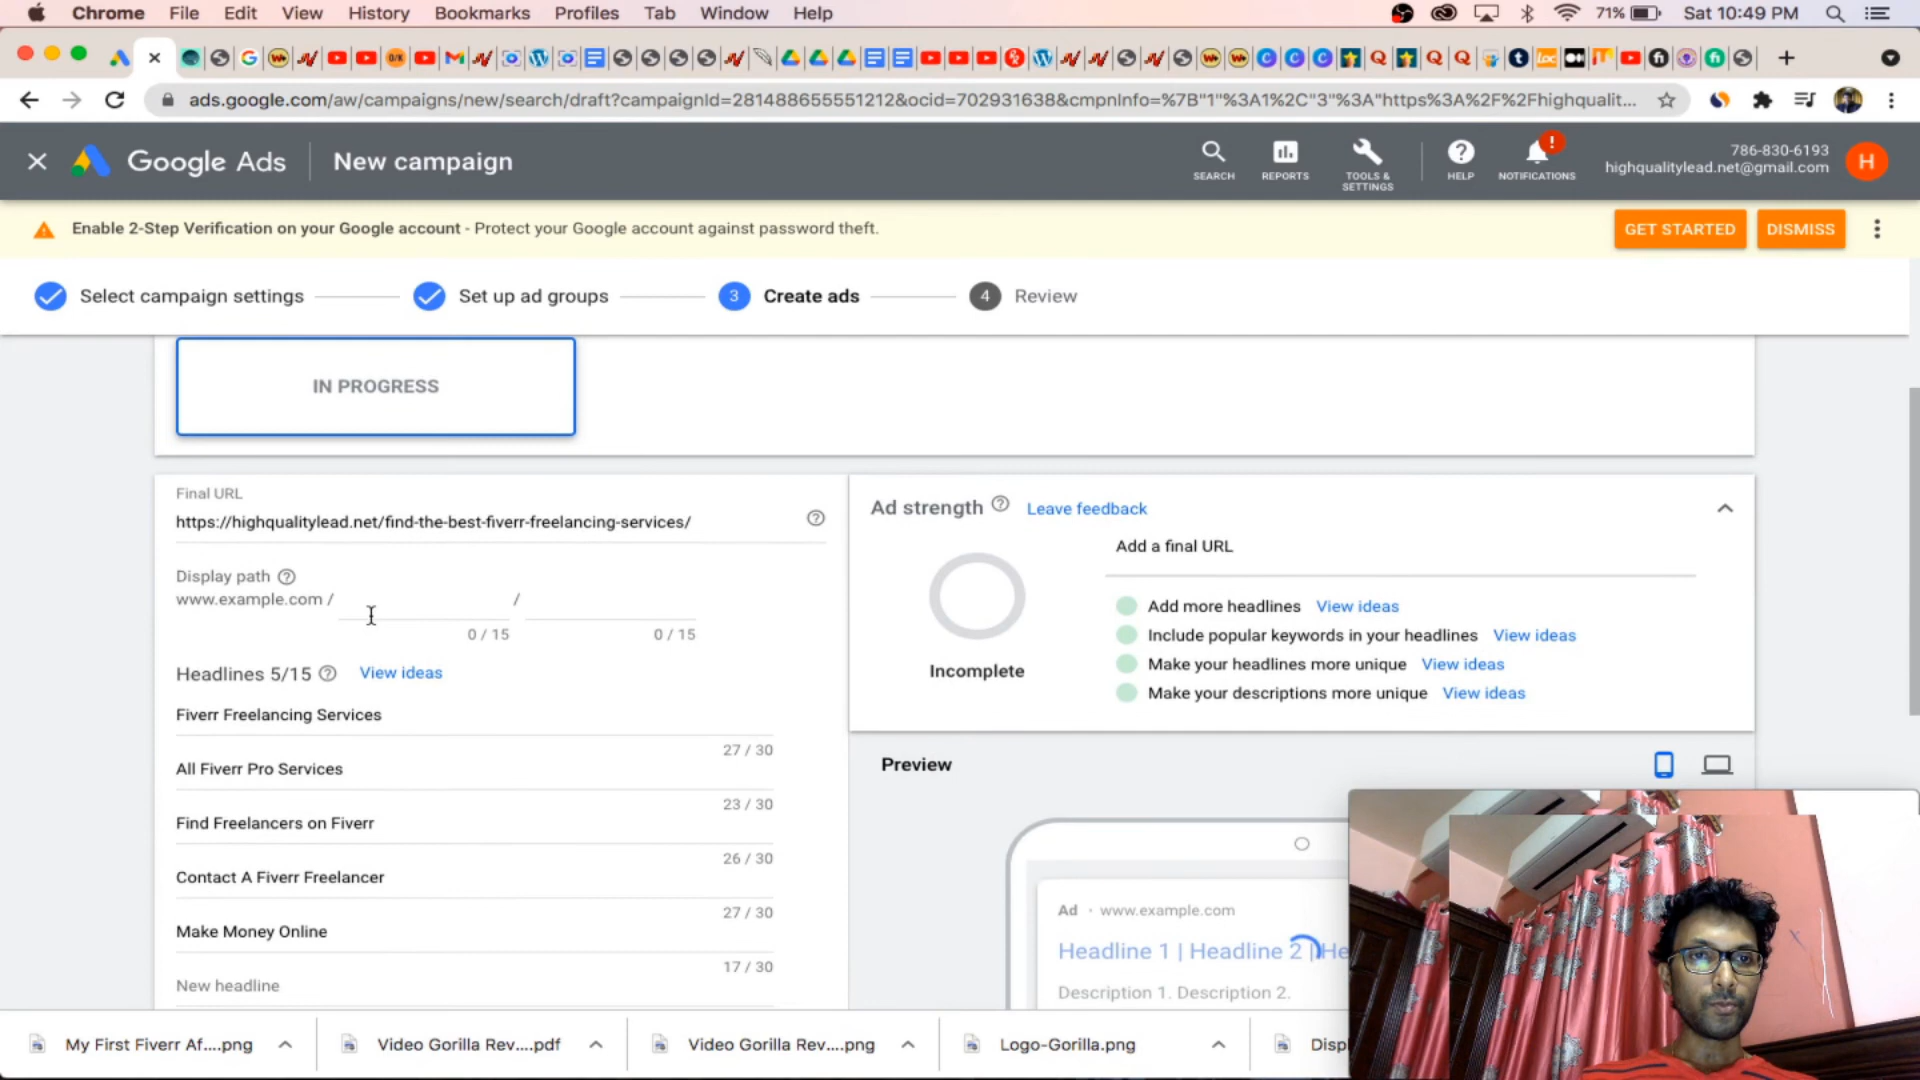 Chrome File Edit View History Bookmarks Profiles Tab Window Help 71% Sat 10:49 PM
ads.google.com/aw/campaigns/new/search/draft?campaignId=281488655551212&ocid=702931638&cmpnInfo=%7B"1"%3A1%2C"3"%3A"https%3A%2F%2Fhighqualit...
Google Ads New campaign
SEARCH REPORTS TOOLS & SETTINGS HELP NOTIFICATIONS
786-830-6193
highqualitylead.net@gmail.com
H
Enable 2-Step Verification on your Google account - Protect your Google account against password theft.
GET STARTED DISMISS
Select campaign settings Set up ad groups 3 Create ads 4 Review
IN PROGRESS
Final URL
https://highqualitylead.net/find-the-best-fiverr-freelancing-services/
Display path
www.example.com / /
0 / 15 0 / 15
Headlines 5/15 View ideas
Fiverr Freelancing Services
27 / 30
All Fiverr Pro Services
23 / 30
Find Freelancers on Fiverr
26 / 30
Contact A Fiverr Freelancer
27 / 30
Make Money Online
17 / 30
New headline
Ad strength Leave feedback
Incomplete
Add a final URL
Add more headlines View ideas
Include popular keywords in your headlines View ideas
Make your headlines more unique View ideas
Make your descriptions more unique View ideas
Preview
Ad · www.example.com
Headline 1 | Headline 2 | He
Description 1. Description 2.
My First Fiverr Af....png Video Gorilla Rev....pdf Video Gorilla Rev....png Logo-Gorilla.png Displ